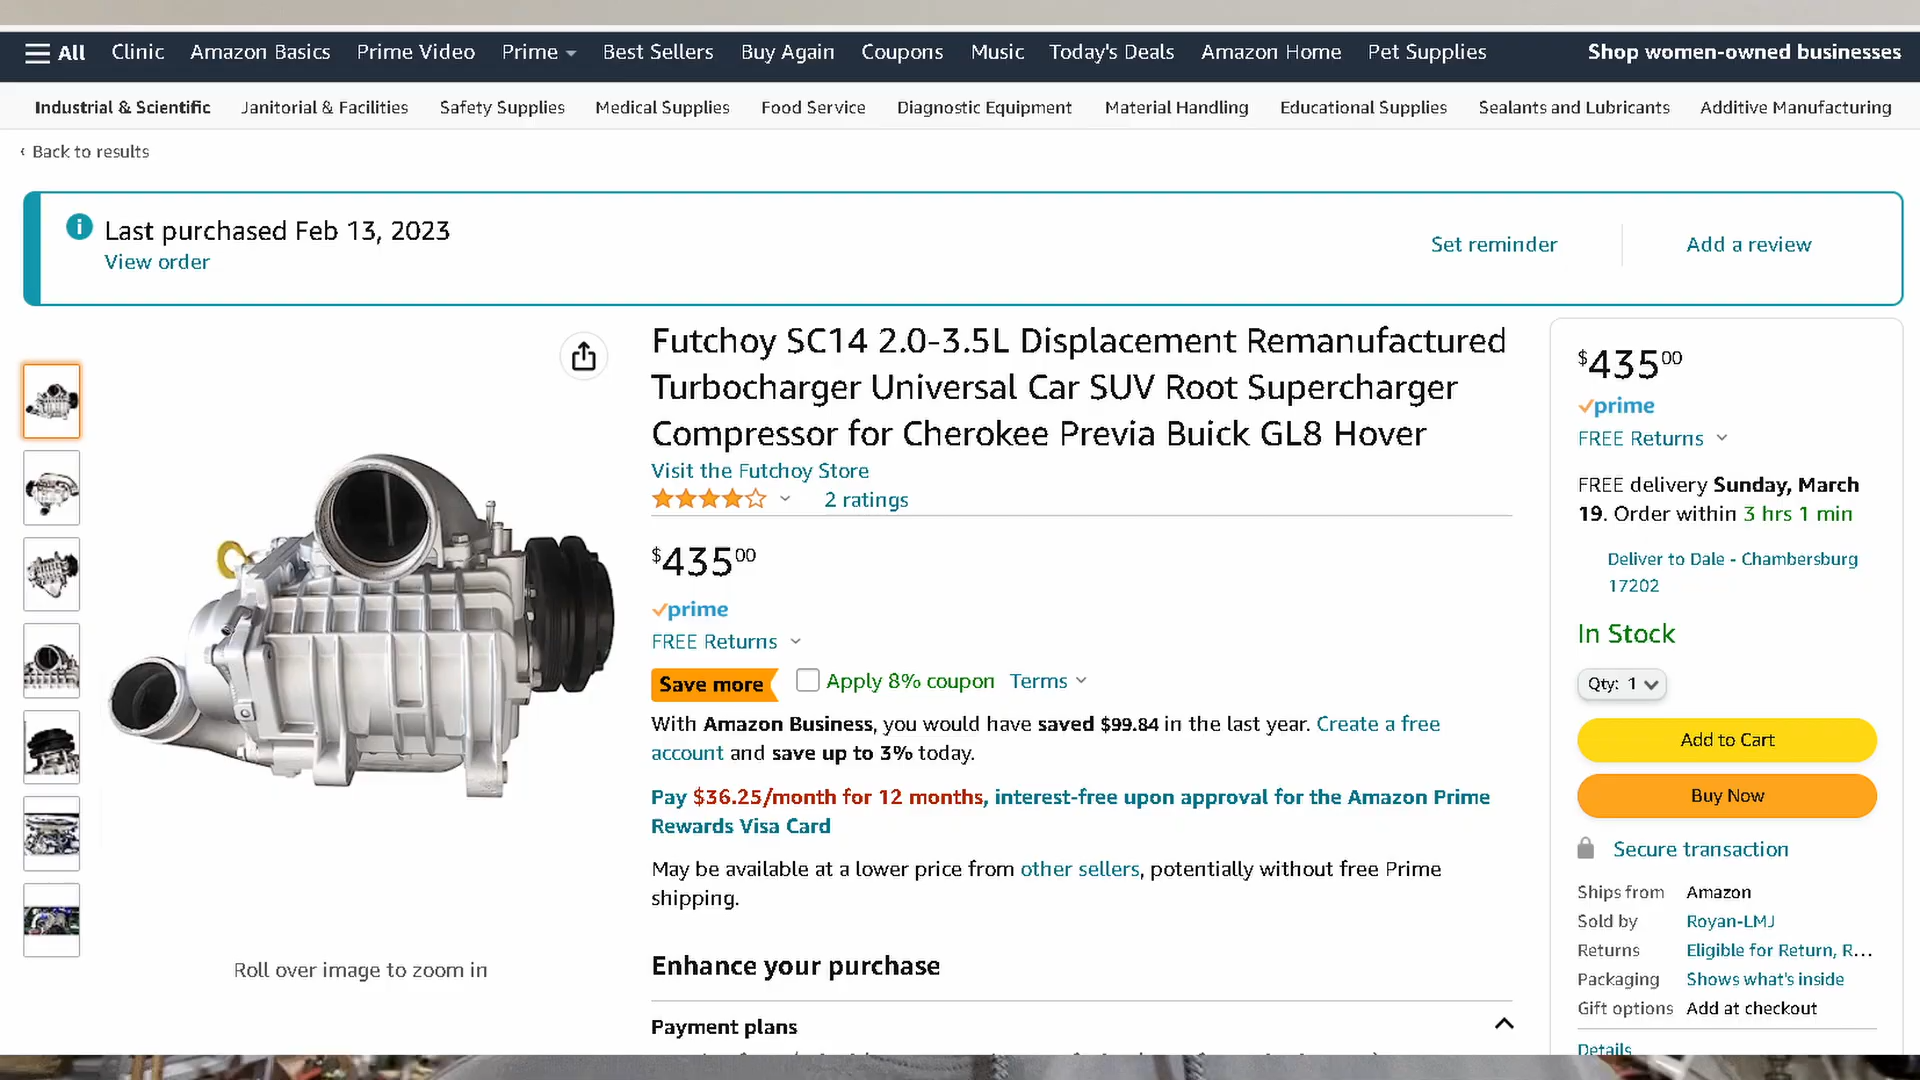 All Clinic Amazon Basics Prime Video Prime Best Sellers Buy Again Coupons Music Today's Deals Amazon Home Pet Supplies Shop women-owned businesses
Industrial & Scientific Janitorial & Facilities Safety Supplies Medical Supplies Food Service Diagnostic Equipment Material Handling Educational Supplies Sealants and Lubricants Additive Manufacturing
‹ Back to results
Last purchased Feb 13, 2023
View order
Set reminder
Add a review
Futchoy SC14 2.0-3.5L Displacement Remanufactured
Turbocharger Universal Car SUV Root Supercharger
Compressor for Cherokee Previa Buick GL8 Hover
Visit the Futchoy Store
2 ratings
$43500
prime
FREE Returns
Save more Apply 8% coupon Terms
With Amazon Business, you would have saved $99.84 in the last year. Create a free
account and save up to 3% today.
Pay $36.25/month for 12 months, interest-free upon approval for the Amazon Prime
Rewards Visa Card
May be available at a lower price from other sellers, potentially without free Prime
shipping.
Enhance your purchase
Payment plans
Roll over image to zoom in
$43500
prime
FREE Returns
FREE delivery Sunday, March
19. Order within 3 hrs 1 min
Deliver to Dale - Chambersburg
17202
In Stock
Qty: 1
Add to Cart
Buy Now
Secure transaction
Ships from Amazon
Sold by Royan-LMJ
Returns Eligible for Return, R...
Packaging Shows what's inside
Gift options Add at checkout
Details